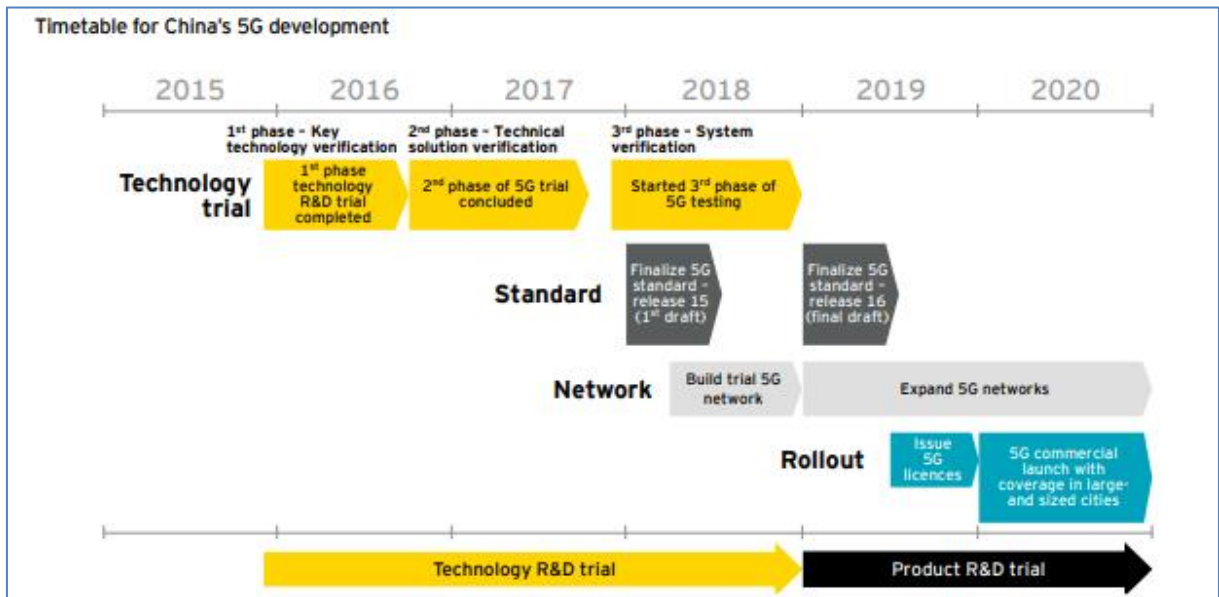 Timetable for China's 5G development
2015 2016 2017 2018 2019 2020
1st phase – Key
technology verification
2nd phase – Technical
solution verification
3rd phase – System
verification
Technology
trial
1st phase
technology
R&D trial
completed
2nd phase of 5G trial
concluded
Started 3rd phase of
5G testing
Standard
Finalize 5G
standard –
release 15
(1st draft)
Finalize 5G
standard –
release 16
(final draft)
Network
Build trial 5G
network
Expand 5G networks
Rollout
Issue
5G
licences
5G commercial
launch with
coverage in large-
and sized cities
Technology R&D trial
Product R&D trial